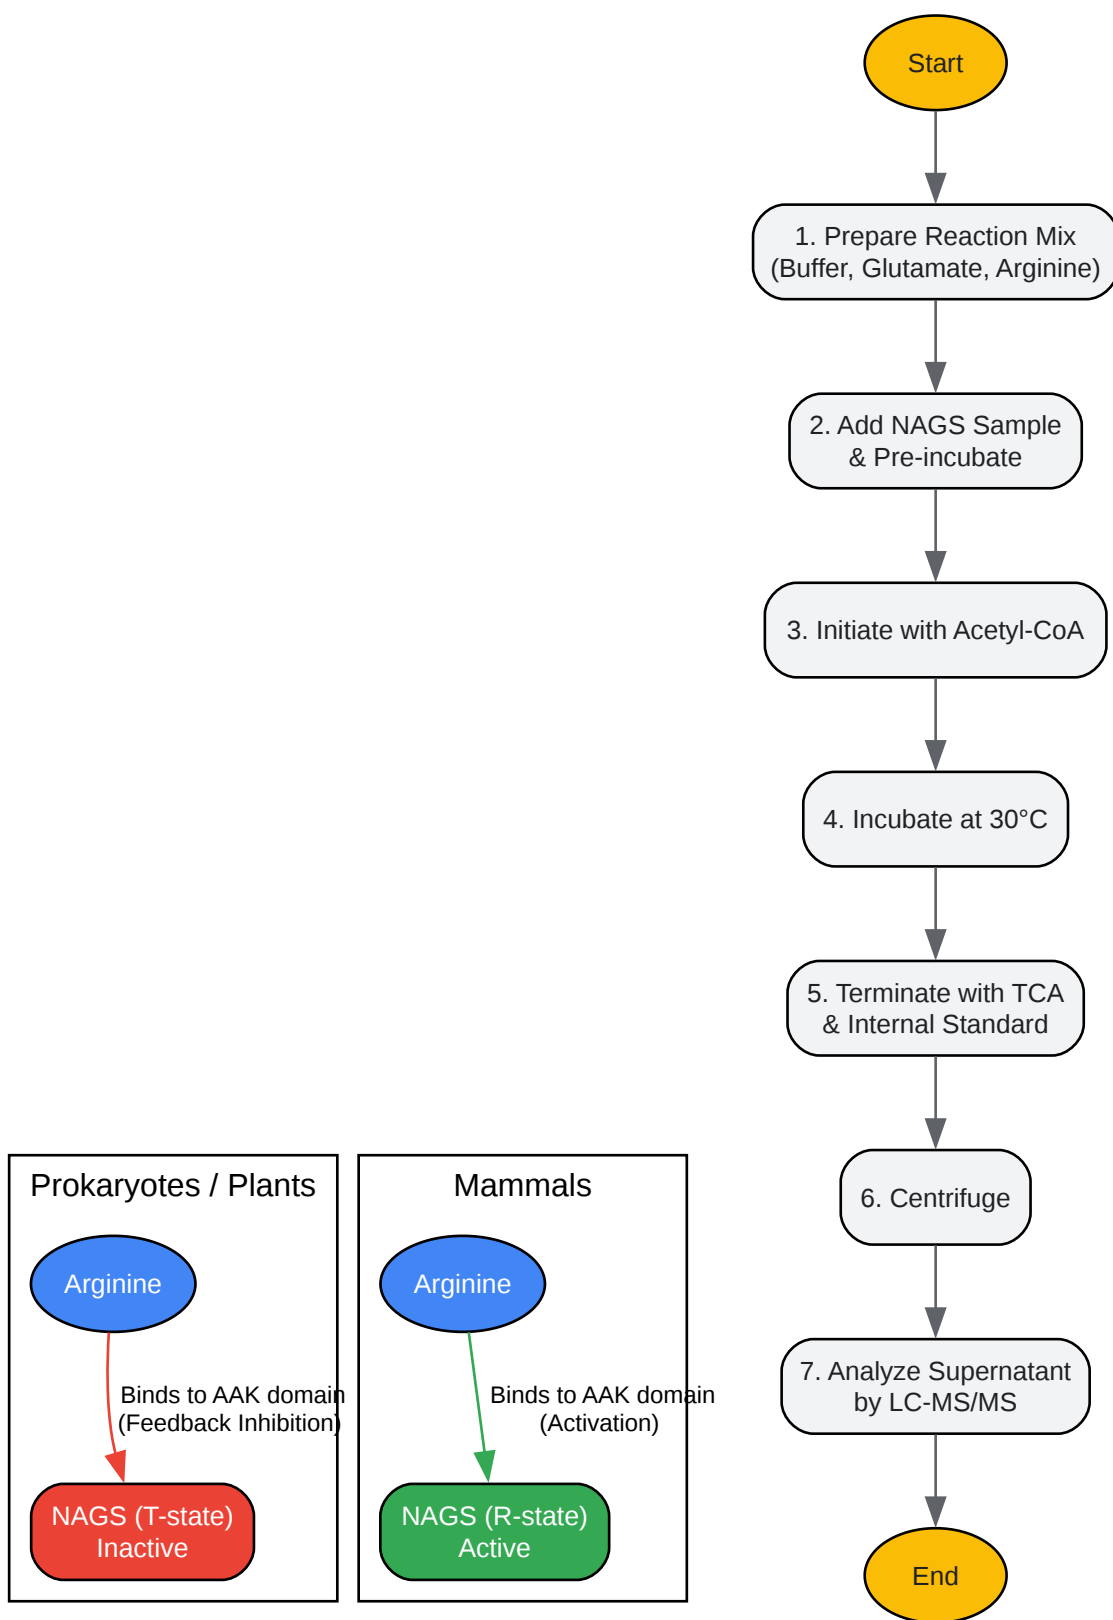 Start
1. Prepare Reaction Mix
(Buffer, Glutamate, Arginine)
2. Add NAGS Sample
& Pre-incubate
3. Initiate with Acetyl-CoA
4. Incubate at 30°C
5. Terminate with TCA
& Internal Standard
6. Centrifuge
7. Analyze Supernatant
by LC-MS/MS
End
Prokaryotes / Plants
Arginine
Binds to AAK domain
(Feedback Inhibition)
NAGS (T-state)
Inactive
Mammals
Arginine
Binds to AAK domain
(Activation)
NAGS (R-state)
Active